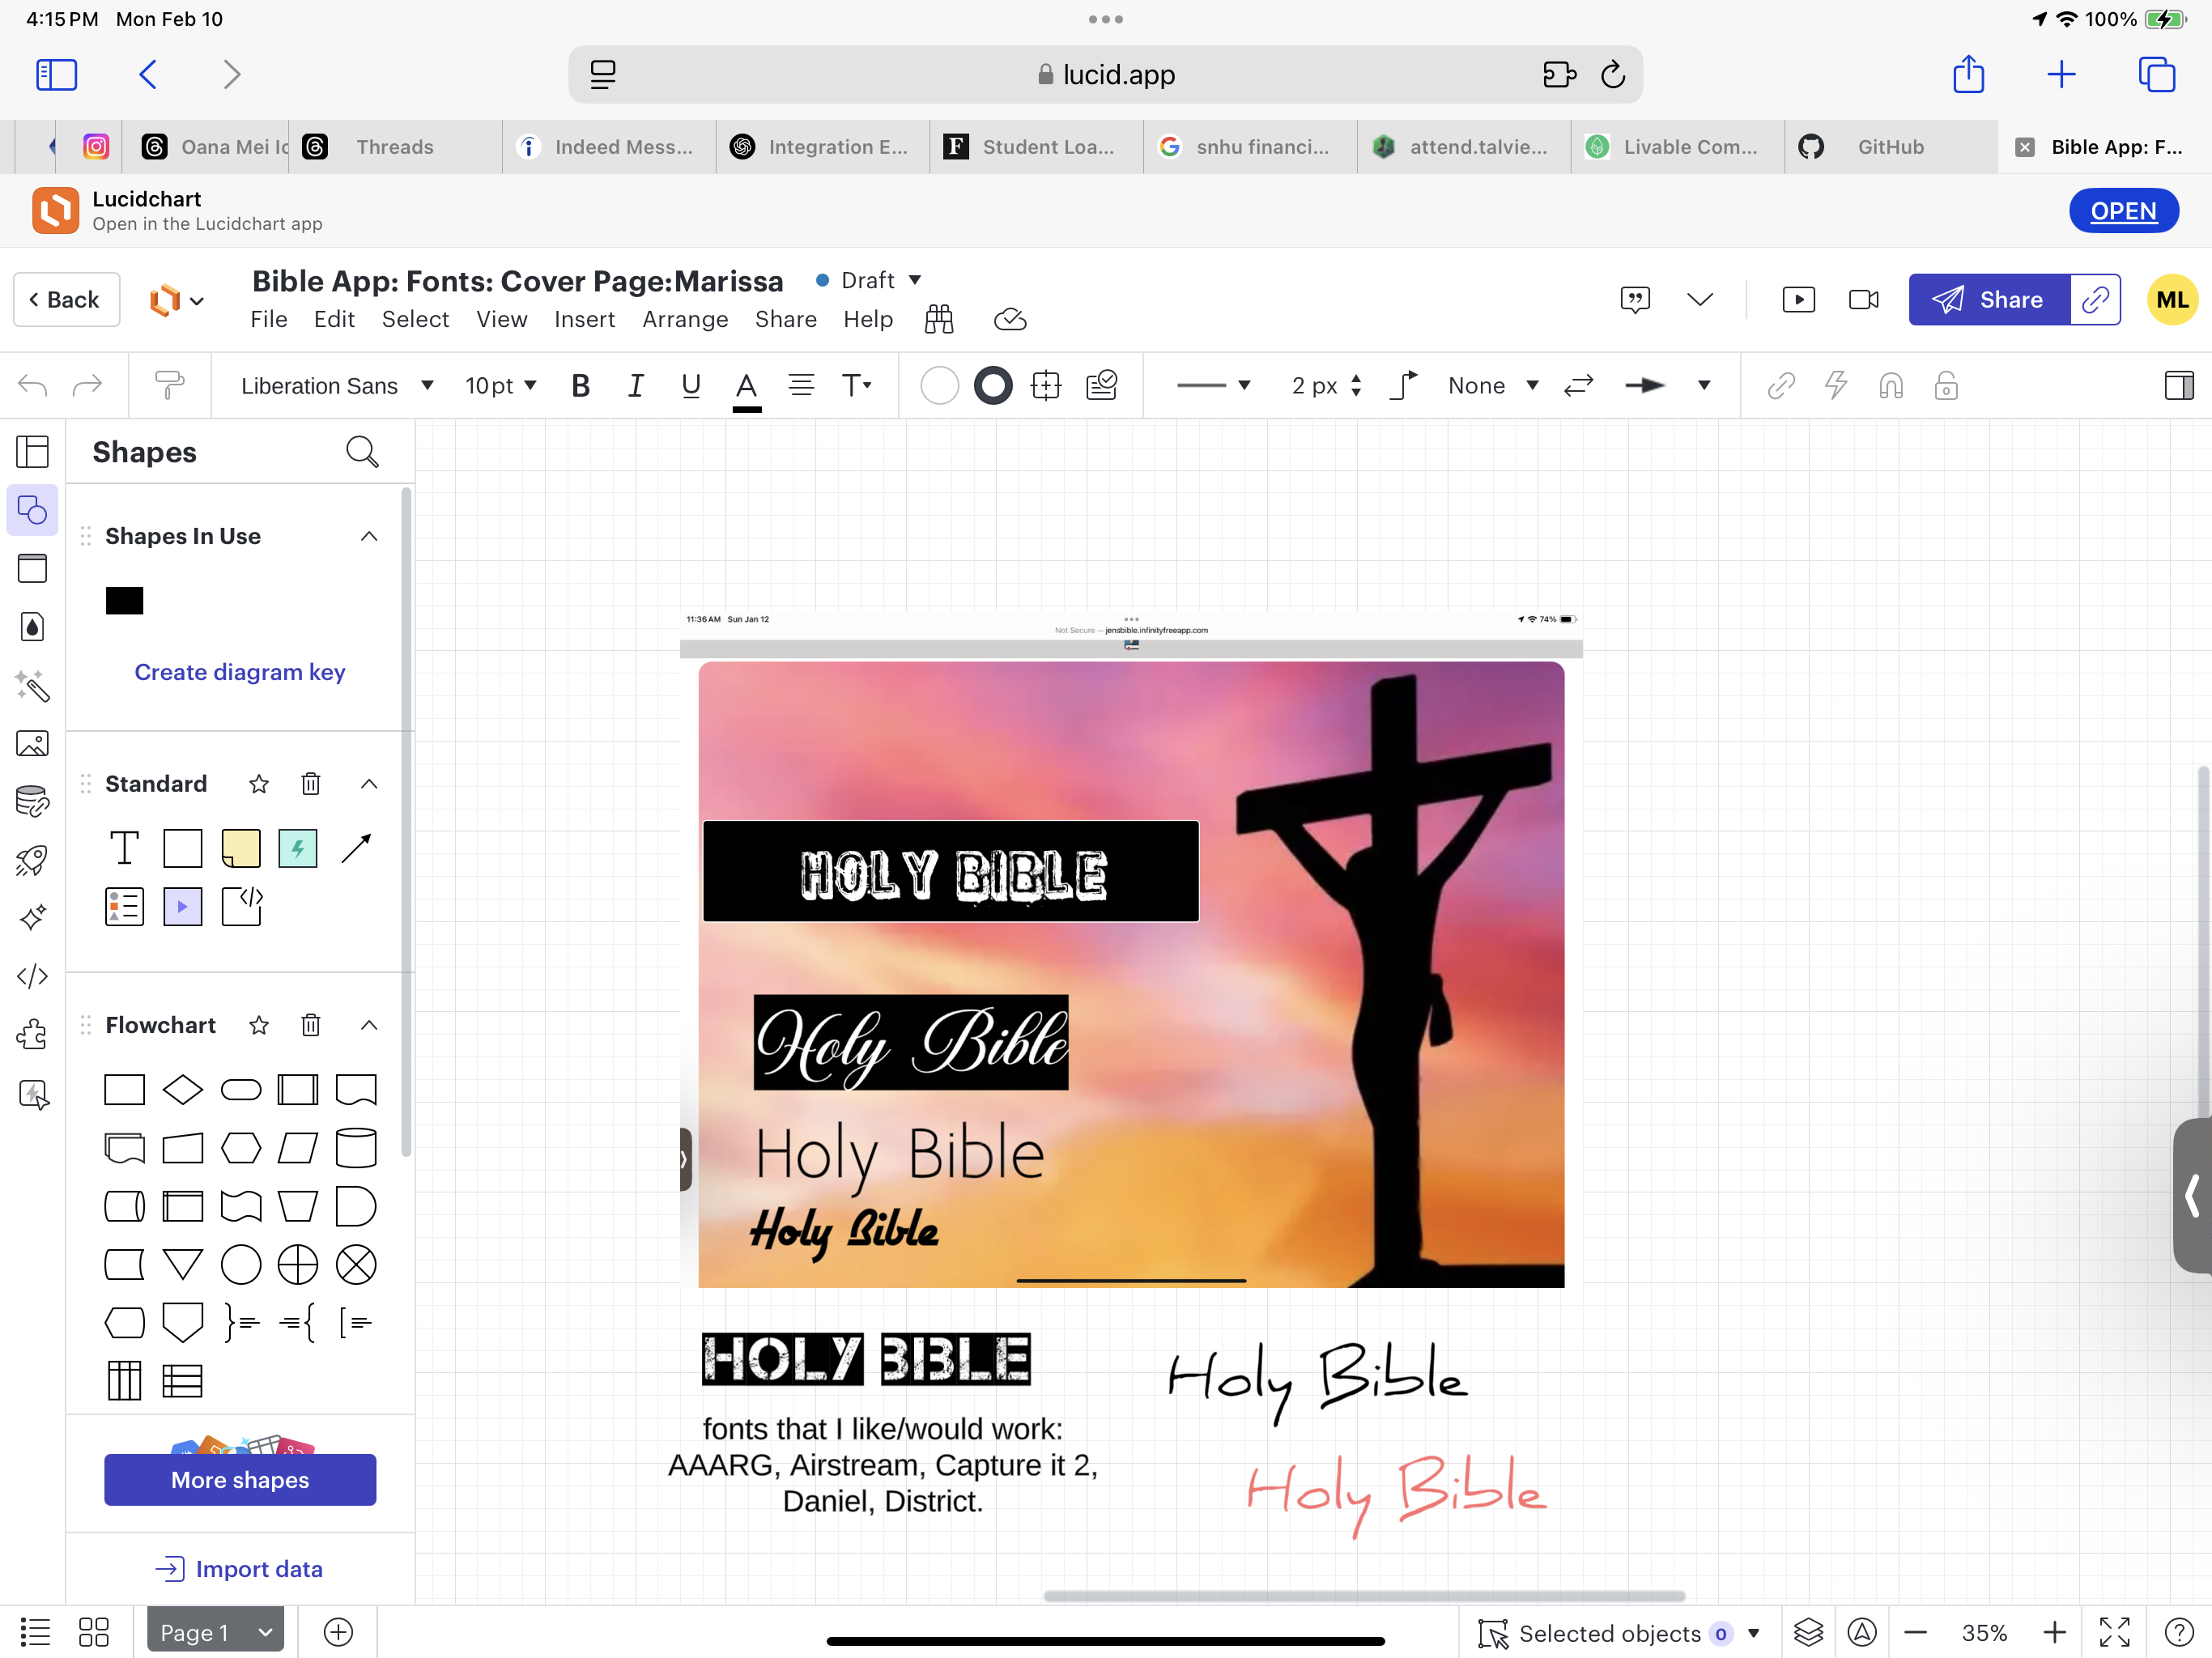 4:15 PM Mon Feb 10
100%
lucid.app
Oana Mei Ic
Threads
Indeed Mess...
Integration E...
Student Loa...
snhu financi...
attend.talvie...
Livable Com...
GitHub
Bible App: F...
Lucidchart
Open in the Lucidchart app
OPEN
Back
Bible App: Fonts: Cover Page:Marissa
Draft
File Edit Select View Insert Arrange Share Help
Share
ML
Liberation Sans
10 pt
B I U A T
2 px
None
Shapes
Shapes In Use
Create diagram key
Standard
T
Flowchart
More shapes
Import data
11:36 AM Sun Jan 12
74%
Not Secure — jensbible.infinityfreeapp.com
HOLY BIBLE
Holy Bible
Holy Bible
Holy Bible
HOLY BIBLE
Holy Bible
fonts that I like/would work:
AAARG, Airstream, Capture it 2,
Daniel, District.
Holy Bible
Page 1
Selected objects 0
35%